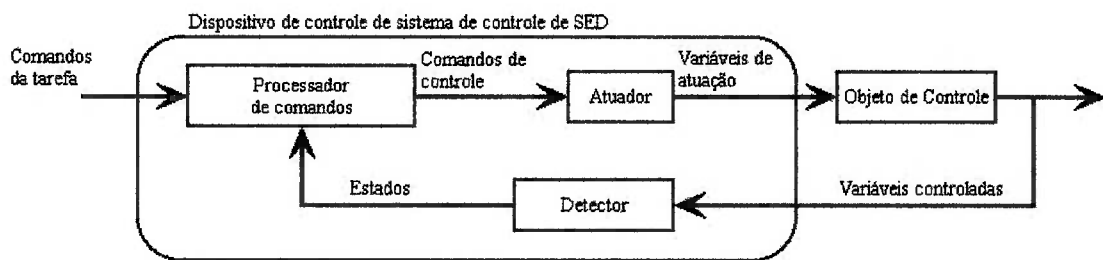 Dispositivo de controle de sistema de controle de SED
Comandos
da tarefa
Processador
de comandos
Comandos de
controle
Atuador
Variáveis de
atuação
Objeto de Controle
Estados
Detector
Variáveis controladas